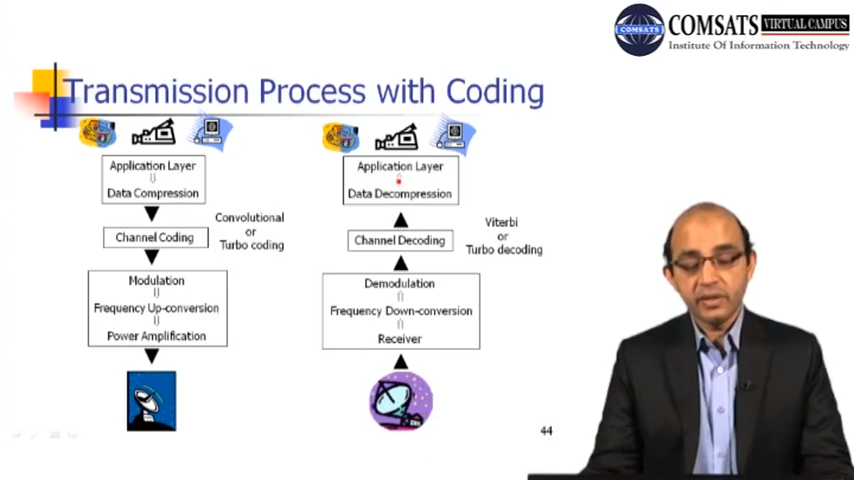 COMSATS
COMSATS VIRTUAL CAMPUS
Institute Of Information Technology
Transmission Process with Coding
Application Layer
Data Compression
Channel Coding
Convolutional
or
Turbo coding
Modulation
Frequency Up-conversion
Power Amplification
Application Layer
Data Decompression
Channel Decoding
Viterbi
or
Turbo decoding
Demodulation
Frequency Down-conversion
Receiver
44